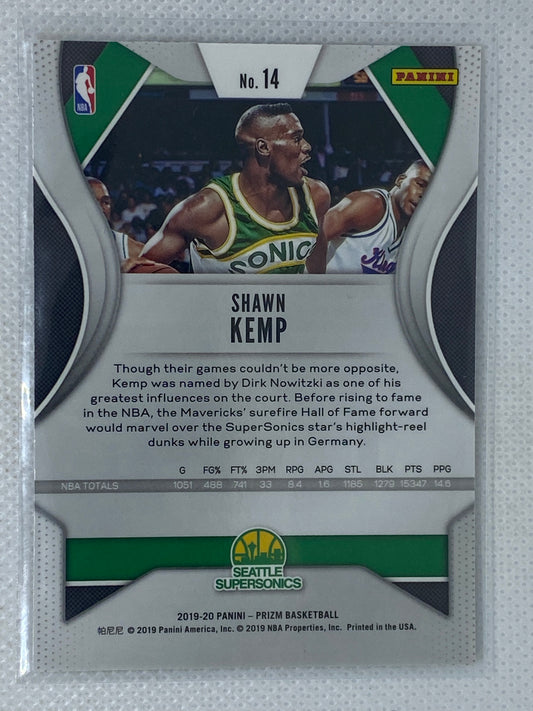 NBA
No. 14
PANINI
SONIC
SHAWN
KEMP
Though their games couldn't be more opposite,
Kemp was named by Dirk Nowitzki as one of his
greatest influences on the court. Before rising to fame
in the NBA, the Mavericks' surefire Hall of Fame forward
would marvel over the SuperSonics star's highlight-reel
dunks while growing up in Germany.
G FG% FT% 3PM RPG APG STL BLK PTS PPG
NBA TOTALS 1051 .488 .741 33 8.4 1.6 1185 1279 15347 14.6
SEATTLE
SUPERSONICS
2019-20 PANINI – PRIZM BASKETBALL
帕尼尼 © 2019 Panini America, Inc. © 2019 NBA Properties, Inc. Printed in the USA.